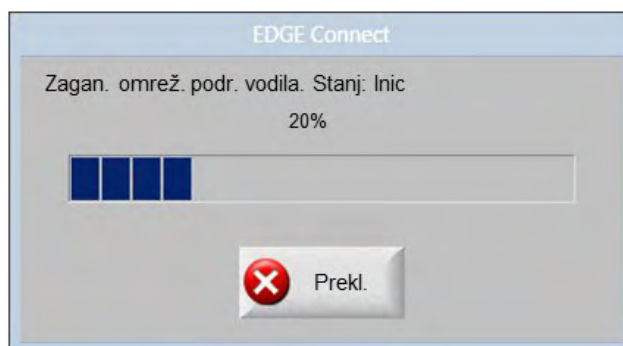 EDGE Connect
Zagan. omrež. podr. vodila. Stanj: Inic
20%
Prekl.